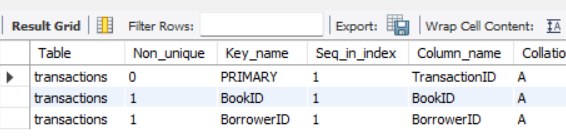 Result Grid Filter Rows: Export: Wrap Cell Content: IA
Table Non_unique Key_name Seq_in_index Column_name Collatio
transactions 0 PRIMARY 1 TransactionID A
transactions 1 BookID 1 BookID A
transactions 1 BorrowerID 1 BorrowerID A